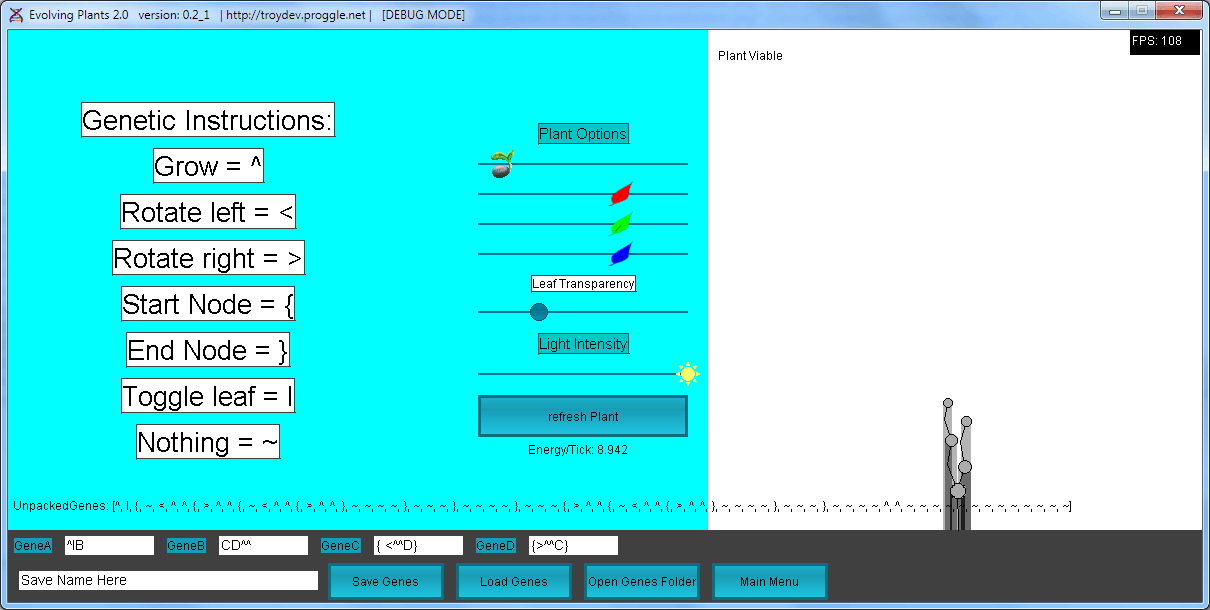 Evolving Plants 2.0 version: 0.2_1 | http://troydev.proggle.net | [DEBUG MODE]
FPS: 108
Plant Viable
Genetic Instructions:
Grow = ^
Rotate left = <
Rotate right = >
Start Node = {
End Node = }
Toggle leaf = |
Nothing = ~
Plant Options
Leaf Transparency
Light Intensity
refresh Plant
Energy/Tick: 8.942
UnpackedGenes: [^, |, {, ~, <, ^, ^, {, >, ^, ^, {, ~, <, ^, ^, {, >, ^, ^, }, ~, ~, ~, ~, }, ~, ~, ~, }, ~, ~, ~, ~, }, ~, ~, ~, {, >, ^, ^, {, ~, <, ^, ^, {, >, ^, ^, }, ~, ~, ~, ~, }, ~, ~, ~, }, ~, ~, ~, ~, ^, ^, ~, ~, ~, ~, ~, ~, ~, ~, ~, ~, ~]
GeneA ^|B GeneB CD^^ GeneC { <^^D} GeneD {>^^C}
Save Name Here Save Genes Load Genes Open Genes Folder Main Menu